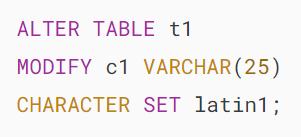 ALTER TABLE t1
MODIFY c1 VARCHAR(25)
CHARACTER SET latin1;